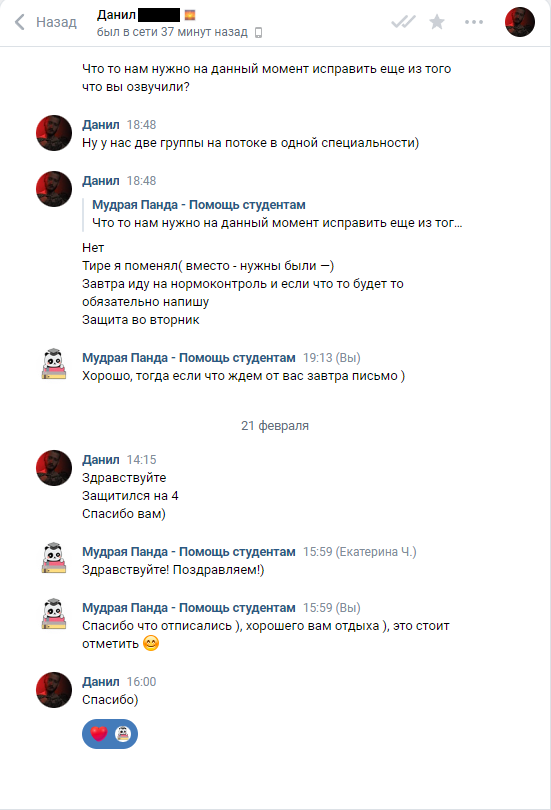 Назад
Данил
был в сети 37 минут назад
Что то нам нужно на данный момент исправить еще из того
что вы озвучили?
Данил 18:48
Ну у нас две группы на потоке в одной специальности)
Данил 18:48
Мудрая Панда - Помощь студентам
Что то нам нужно на данный момент исправить еще из тог...
Нет
Тире я поменял( вместо - нужны были —)
Завтра иду на нормоконтроль и если что то будет то
обязательно напишу
Защита во вторник
Мудрая Панда - Помощь студентам 19:13 (Вы)
Хорошо, тогда если что ждем от вас завтра письмо )
21 февраля
Данил 14:15
Здравствуйте
Защитился на 4
Спасибо вам)
Мудрая Панда - Помощь студентам 15:59 (Екатерина Ч.)
Здравствуйте! Поздравляем!)
Мудрая Панда - Помощь студентам 15:59 (Вы)
Спасибо что отписались ), хорошего вам отдыха ), это стоит
отметить 😊
Данил 16:00
Спасибо)